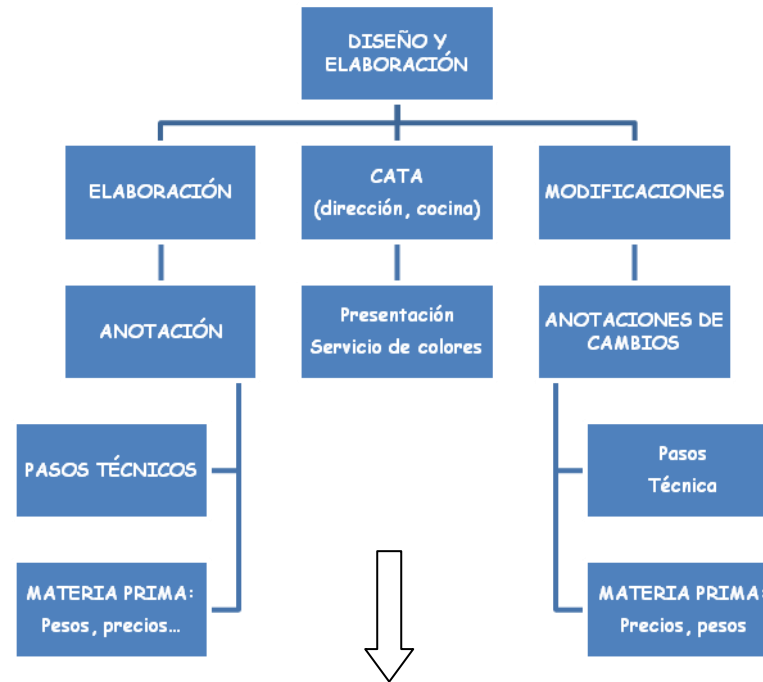 DISEÑO Y
ELABORACIÓN
ELABORACIÓN
CATA
(dirección, cocina)
MODIFICACIONES
ANOTACIÓN
Presentación
Servicio de colores
ANOTACIONES DE
CAMBIOS
PASOS TÉCNICOS
Pasos
Técnica
MATERIA PRIMA:
Pesos, precios...
MATERIA PRIMA:
Precios, pesos